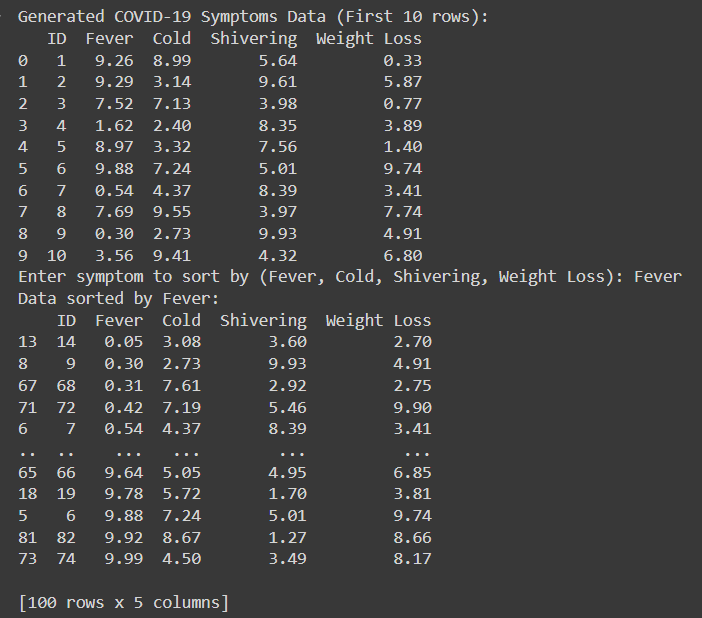 Generated COVID-19 Symptoms Data (First 10 rows):
   ID  Fever  Cold  Shivering  Weight Loss
0   1   9.26  8.99       5.64         0.33
1   2   9.29  3.14       9.61         5.87
2   3   7.52  7.13       3.98         0.77
3   4   1.62  2.40       8.35         3.89
4   5   8.97  3.32       7.56         1.40
5   6   9.88  7.24       5.01         9.74
6   7   0.54  4.37       8.39         3.41
7   8   7.69  9.55       3.97         7.74
8   9   0.30  2.73       9.93         4.91
9  10   3.56  9.41       4.32         6.80
Enter symptom to sort by (Fever, Cold, Shivering, Weight Loss): Fever
Data sorted by Fever:
    ID  Fever  Cold  Shivering  Weight Loss
13  14   0.05  3.08       3.60         2.70
8    9   0.30  2.73       9.93         4.91
67  68   0.31  7.61       2.92         2.75
71  72   0.42  7.19       5.46         9.90
6    7   0.54  4.37       8.39         3.41
..  ..    ...   ...        ...          ...
65  66   9.64  5.05       4.95         6.85
18  19   9.78  5.72       1.70         3.81
5    6   9.88  7.24       5.01         9.74
81  82   9.92  8.67       1.27         8.66
73  74   9.99  4.50       3.49         8.17

[100 rows x 5 columns]